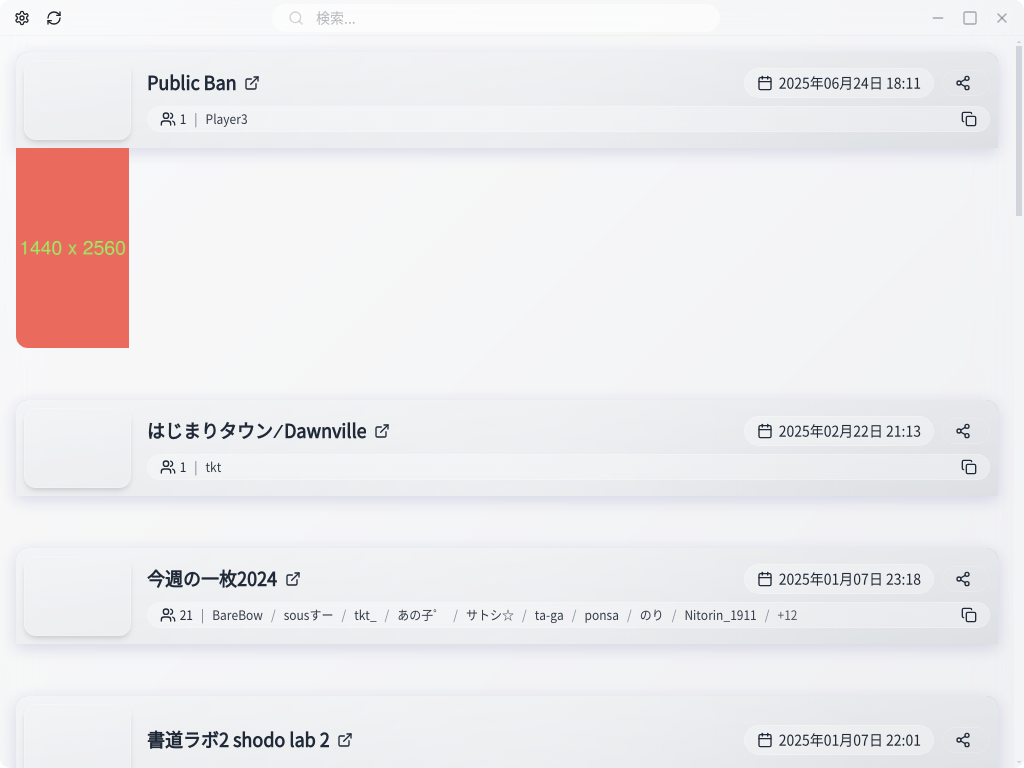 検索...
Public Ban
2025年06月24日 18:11
1 | Player3
1440 x 2560
はじまりタウン⁄Dawnville
2025年02月22日 21:13
1 | tkt
今週の一枚2024
2025年01月07日 23:18
21 | BareBow / sousすー / tkt_ / あの子゜ / サトシ☆ / ta-ga / ponsa / のり / Nitorin_1911 / +12
書道ラボ2 shodo lab 2
2025年01月07日 22:01